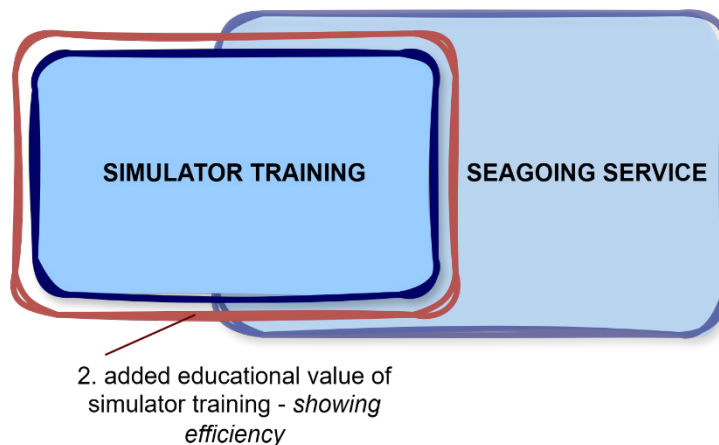 SIMULATOR TRAINING
SEAGOING SERVICE
2. added educational value of
simulator training - showing
efficiency